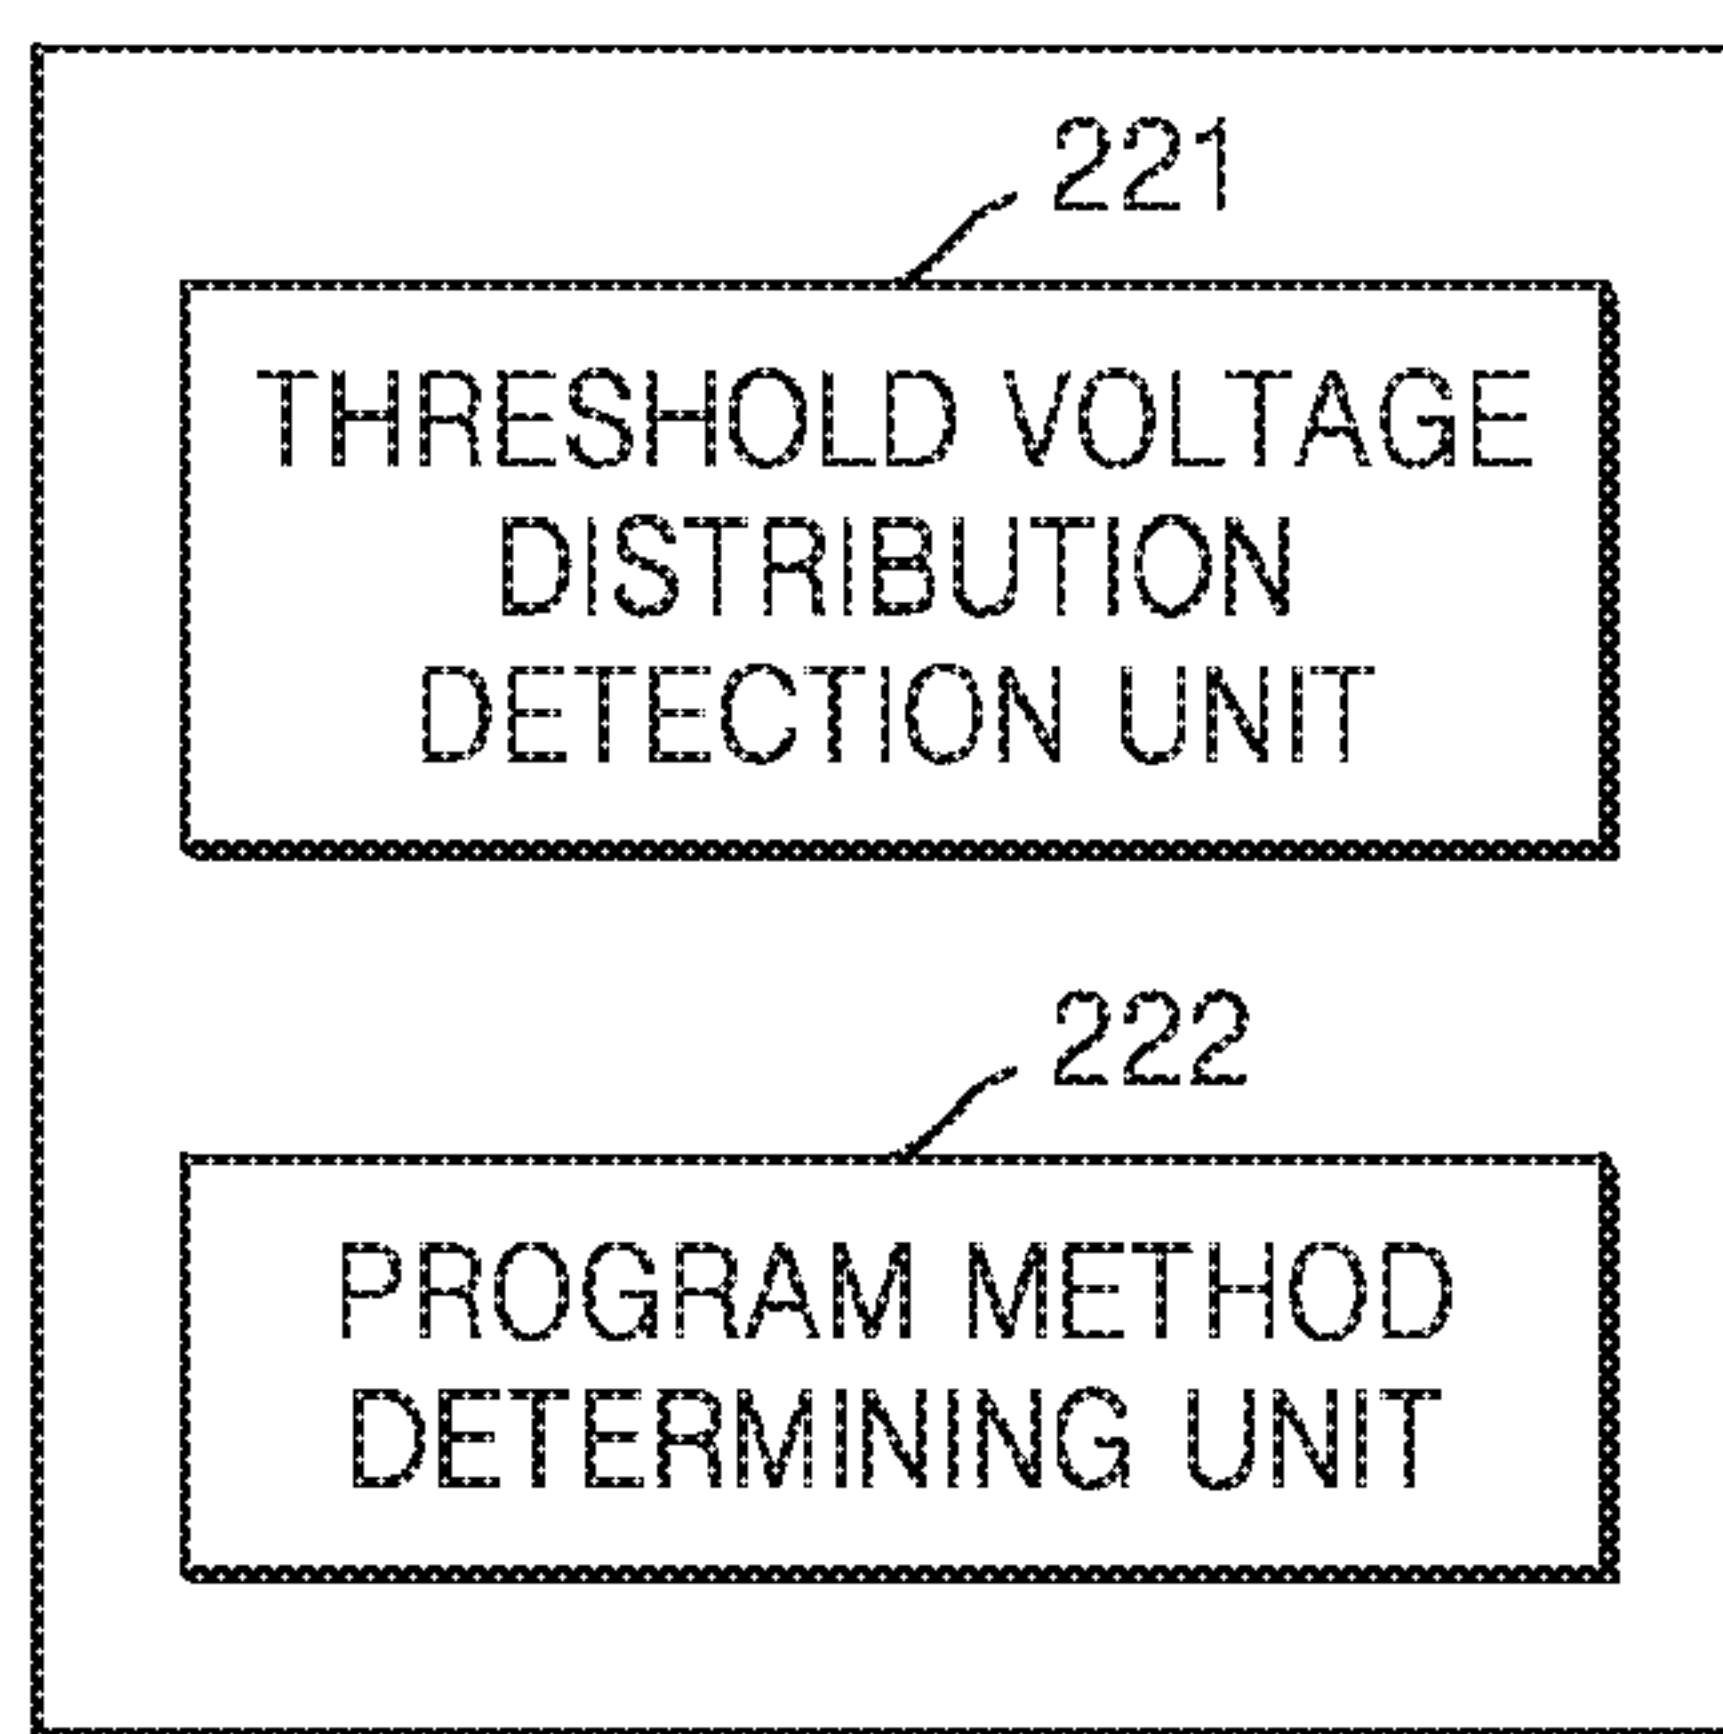 221
THRESHOLD VOLTAGE
DISTRIBUTION
DETECTION UNIT
222
PROGRAM METHOD
DETERMINING UNIT